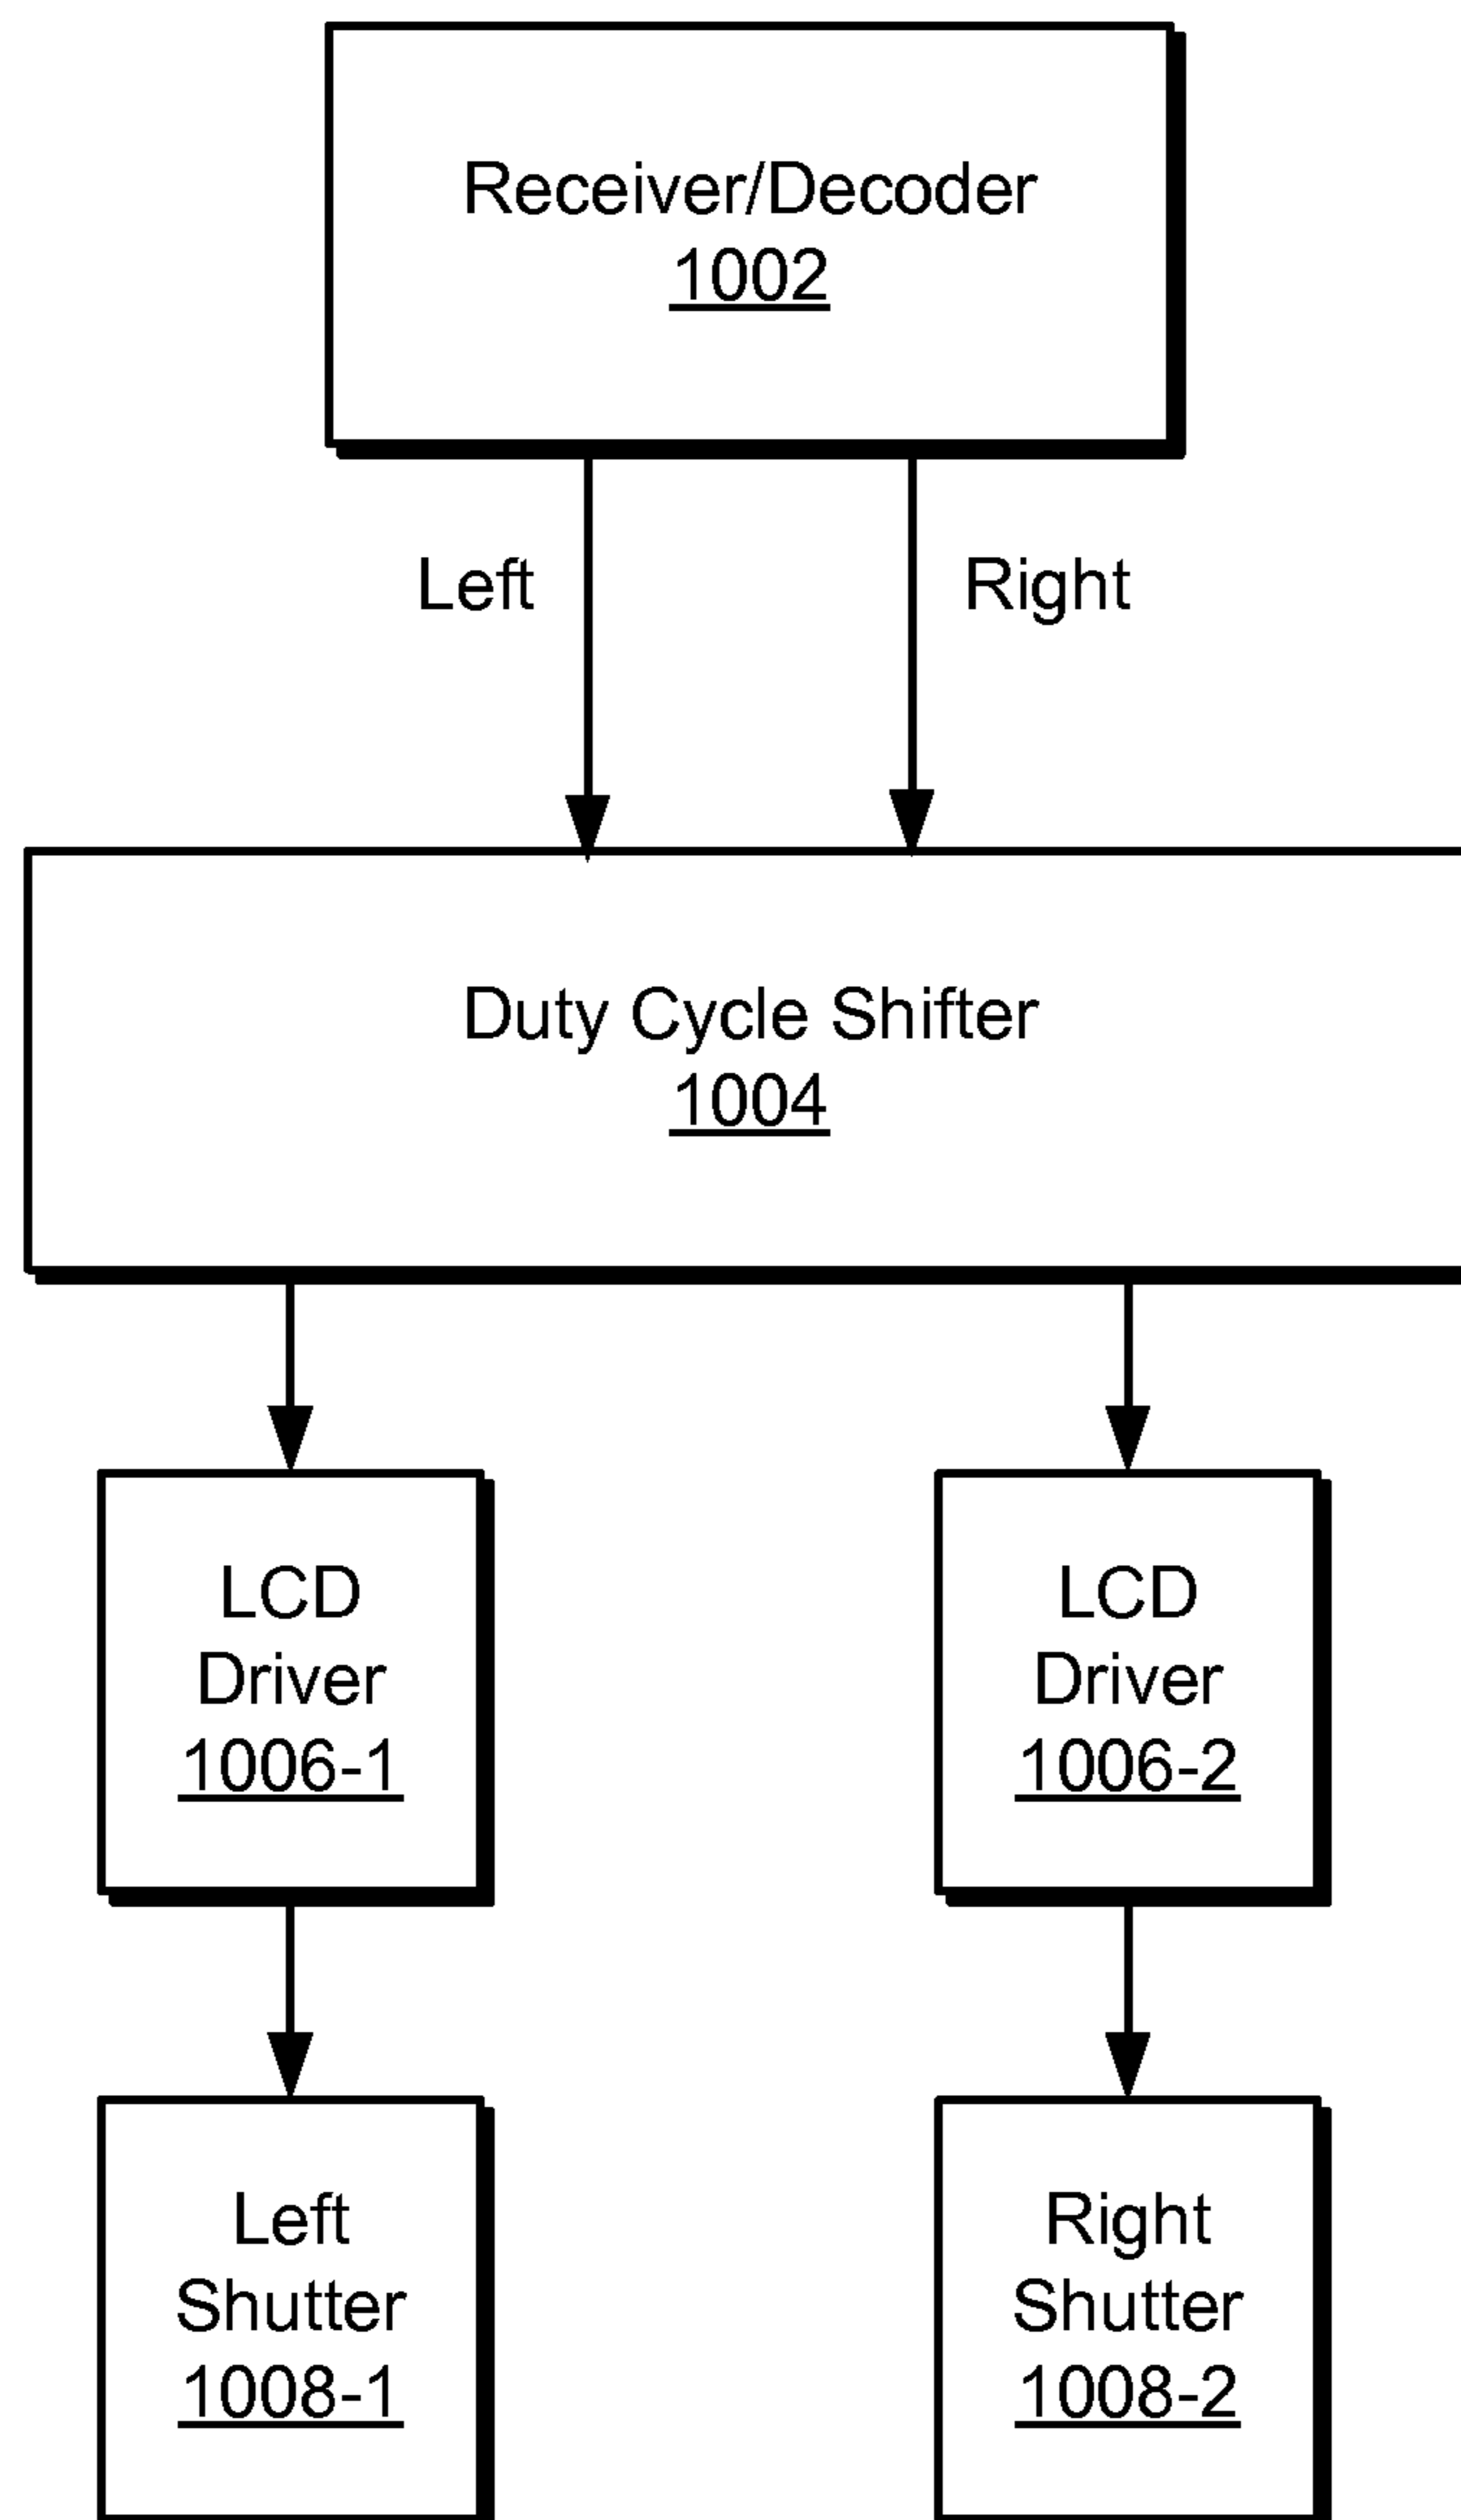 Receiver/Decoder
1002
Left
Right
Duty Cycle Shifter
1004
LCD
Driver
1006-1
LCD
Driver
1006-2
Left
Shutter
1008-1
Right
Shutter
1008-2